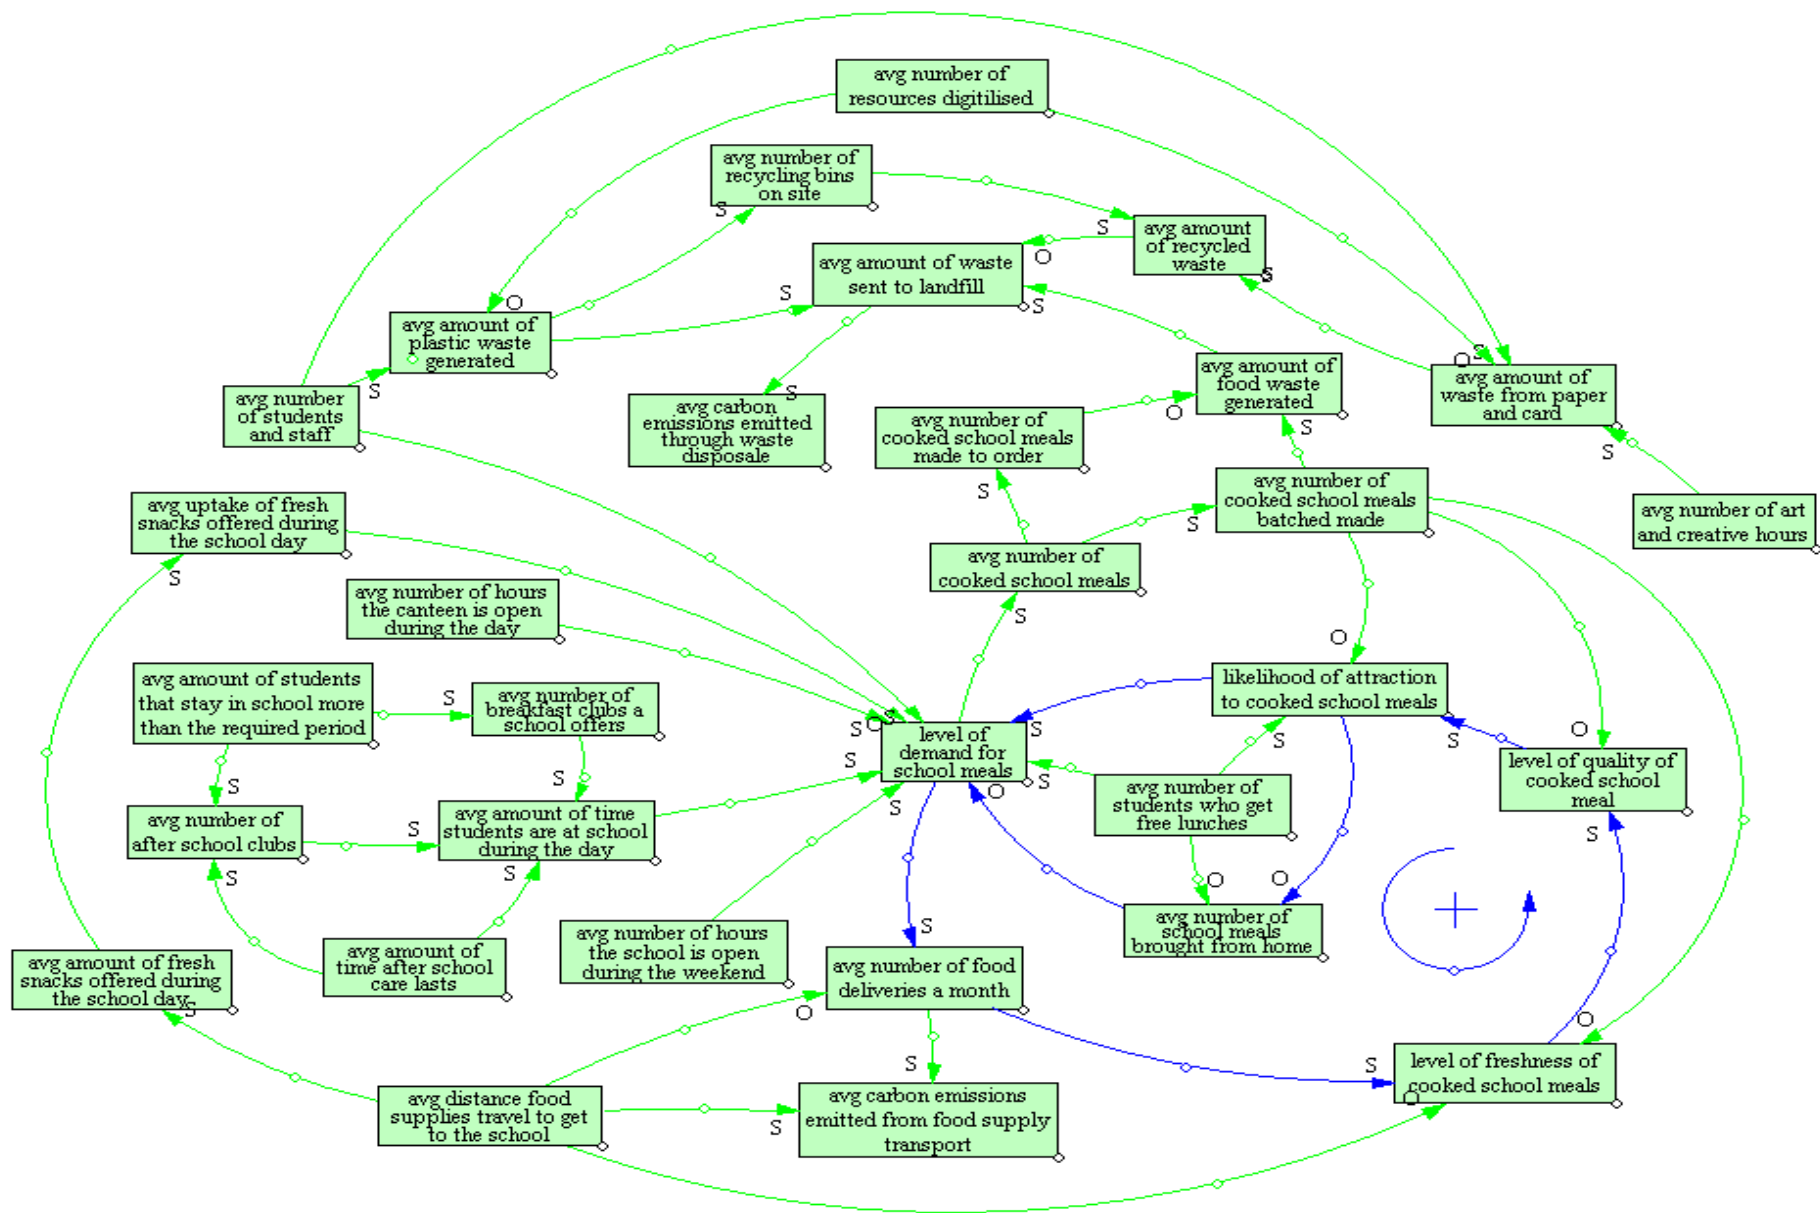 avg number of
resources digitilised
avg number of
recycling bins
on site
S
S
avg amount
of recycled
waste
S
avg amount of waste
sent to landfill
O
S
S
O
avg amount of
plastic waste
generated
S
avg number
of students
and staff
avg carbon
emissions emitted
through waste
disposale
S
avg amount of
food waste
generated
O
S
avg amount of
waste from paper
and card
O
S
S
avg number of
cooked school meals
made to order
S
avg number of
cooked school meals
batched made
S
avg number of art
and creative hours
avg uptake of fresh
snacks offered during
the school day
S
avg number of
cooked school meals
S
avg number of hours
the canteen is open
during the day
avg amount of students
that stay in school more
than the required period
S
avg number of
breakfast clubs a
school offers
S
S
likelihood of attraction
to cooked school meals
O
S
S
level of
demand for
school meals
S
O
S
S
S
S
S
O
level of quality of
cooked school
meal
O
S
avg number of
students who get
free lunches
avg number of
after school clubs
S
S
avg amount of time
students are at school
during the day
S
avg number of
school meals
brought from home
O
O
avg number of hours
the school is open
during the weekend
avg amount of
time after school
care lasts
avg amount of fresh
snacks offered during
the school day
S
avg number of food
deliveries a month
S
O
level of freshness of
cooked school meals
O
S
O
avg distance food
supplies travel to get
to the school
avg carbon emissions
emitted from food supply
transport
S
S